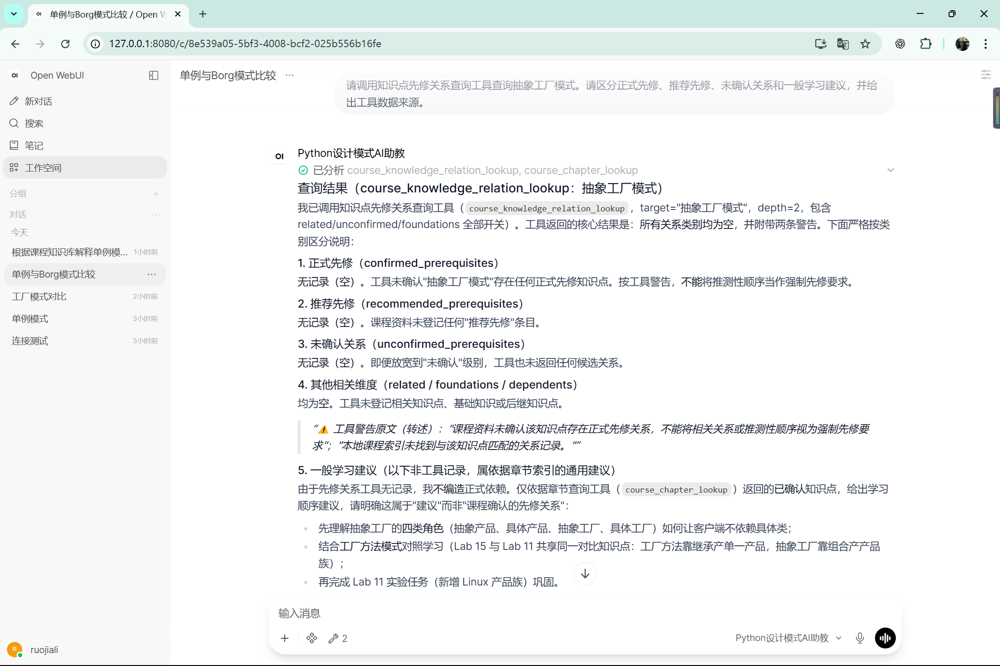 单例与Borg模式比较 / Open W
127.0.0.1:8080/c/8e539a05-5bf3-4008-bcf2-025b556b16fe
OI Open WebUI
新对话
搜索
笔记
工作空间
分组
对话
今天
根据课程知识库解释单例模... 1小时前
单例与Borg模式比较
工厂模式对比 2小时前
单例模式 3小时前
连接测试 3小时前
R ruojiali
单例与Borg模式比较
请调用知识点先修关系查询工具查询抽象工厂模式。请区分正式先修、推荐先修、未确认关系和一般学习建议，并给
出工具数据来源。
OI Python设计模式AI助教
已分析 course_knowledge_relation_lookup, course_chapter_lookup
查询结果（course_knowledge_relation_lookup：抽象工厂模式）
我已调用知识点先修关系查询工具（ course_knowledge_relation_lookup ，target="抽象工厂模式"，depth=2，包含
related/unconfirmed/foundations 全部开关）。工具返回的核心结果是：所有关系类别均为空，并附带两条警告。下面严格按类
别区分说明：
1. 正式先修（confirmed_prerequisites）
无记录（空）。工具未确认"抽象工厂模式"存在任何正式先修知识点。按工具警告，不能将推测性顺序当作强制先修要求。
2. 推荐先修（recommended_prerequisites）
无记录（空）。课程资料未登记任何"推荐先修"条目。
3. 未确认关系（unconfirmed_prerequisites）
无记录（空）。即便放宽到"未确认"级别，工具也未返回任何候选关系。
4. 其他相关维度（related / foundations / dependents）
均为空。工具未登记相关知识点、基础知识或后继知识点。
“⚠️ 工具警告原文（转述）："课程资料未确认该知识点存在正式先修关系，不能将相关关系或推测性顺序视为强制先修要
求"；"本地课程索引未找到与该知识点匹配的关系记录。"”
5. 一般学习建议（以下非工具记录，属依据章节索引的通用建议）
由于先修关系工具无记录，我不编造正式依赖。仅依据章节查询工具（ course_chapter_lookup ）返回的已确认知识点，给出学习
顺序建议，请明确这属于"建议"而非"课程确认的先修关系"：
先理解抽象工厂的四类角色（抽象产品、具体产品、抽象工厂、具体工厂）如何让客户端不依赖具体类；
结合工厂方法模式对照学习（Lab 15 与 Lab 11 共享同一对比知识点：工厂方法靠继承产单一产品，抽象工厂靠组合产产品
族）；
再完成 Lab 11 实验任务（新增 Linux 产品族）巩固。
输入消息
2
Python设计模式AI助教